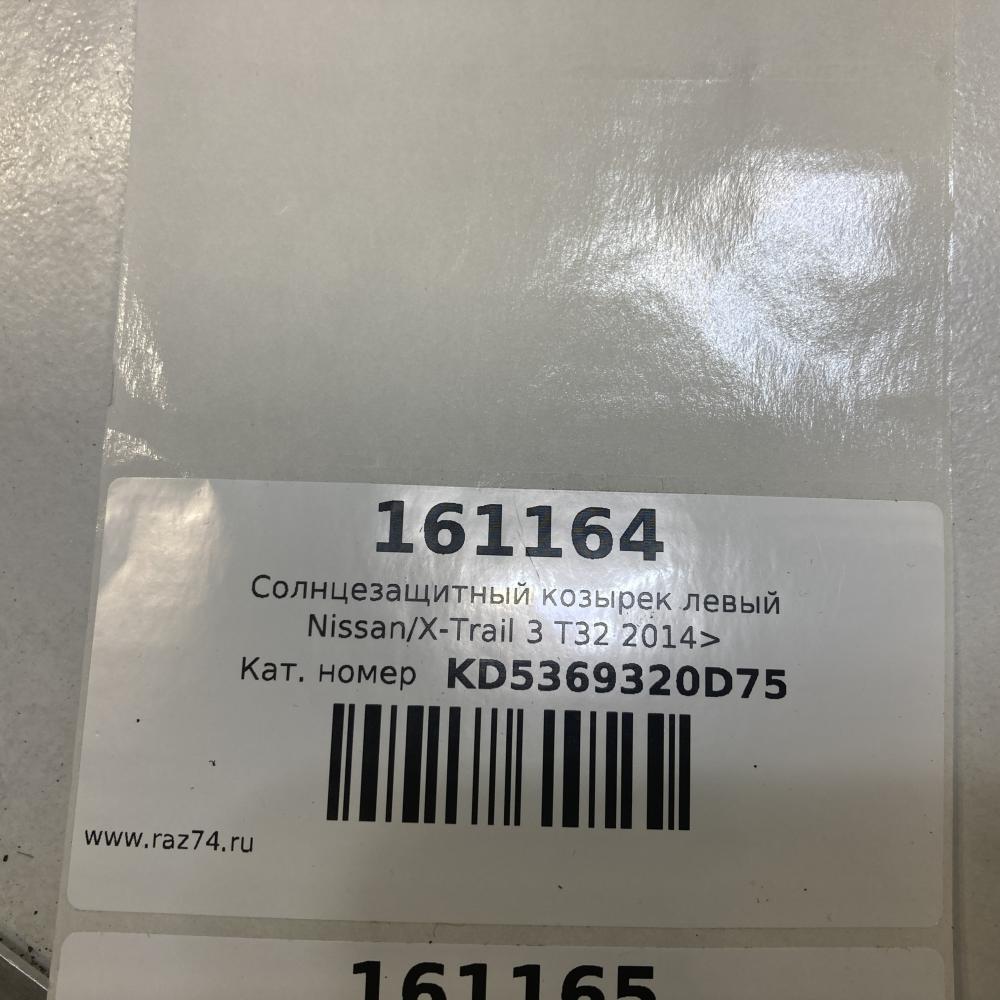 161164
Солнцезащитный козырек левый
Nissan/X-Trail 3 T32 2014>
Кат. номер KD5369320D75
www.raz74.ru
161165